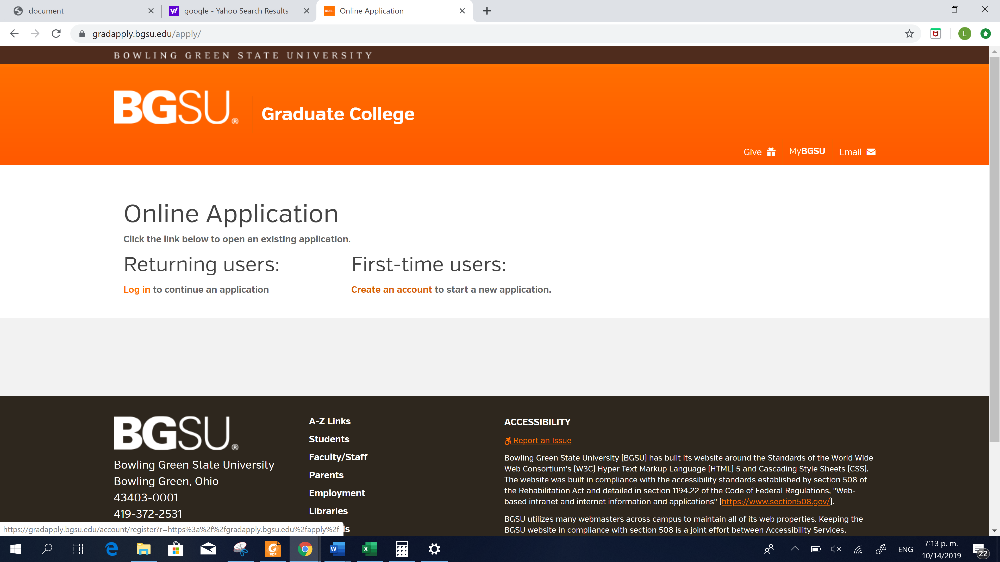 document
google - Yahoo Search Results
Online Application
gradapply.bgsu.edu/apply/
L
BOWLING GREEN STATE UNIVERSITY
BGSU®
Graduate College
Give
MyBGSU
Email
Online Application
Click the link below to open an existing application.
Returning users:
Log in to continue an application
First-time users:
Create an account to start a new application.
BGSU®
Bowling Green State University
Bowling Green, Ohio
43403-0001
419-372-2531
A-Z Links
Students
Faculty/Staff
Parents
Employment
Libraries
ACCESSIBILITY
Report an Issue
Bowling Green State University (BGSU) has built its website around the Standards of the World Wide
Web Consortium's (W3C) Hyper Text Markup Language (HTML) 5 and Cascading Style Sheets (CSS).
The website was built in compliance with the accessibility standards established by section 508 of
the Rehabilitation Act and detailed in section 1194.22 of the Code of Federal Regulations, "Web-
based intranet and internet information and applications" (https://www.section508.gov/).
BGSU utilizes many webmasters across campus to maintain all of its web properties. Keeping the
BGSU website in compliance with section 508 is a joint effort between Accessibility Services,
https://gradapply.bgsu.edu/account/register?r=https%3a%2f%2fgradapply.bgsu.edu%2fapply%2f
PDF
ENG
7:13 p. m.
10/14/2019
22